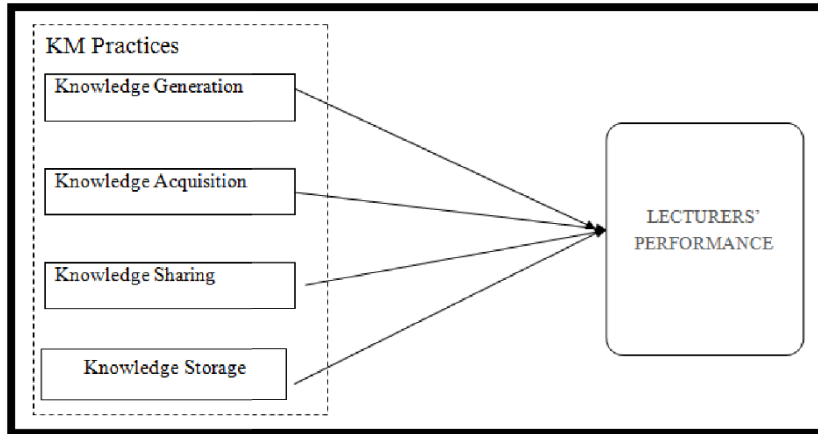 KM Practices
Knowledge Generation
Knowledge Acquisition
Knowledge Sharing
Knowledge Storage
LECTURERS'
PERFORMANCE